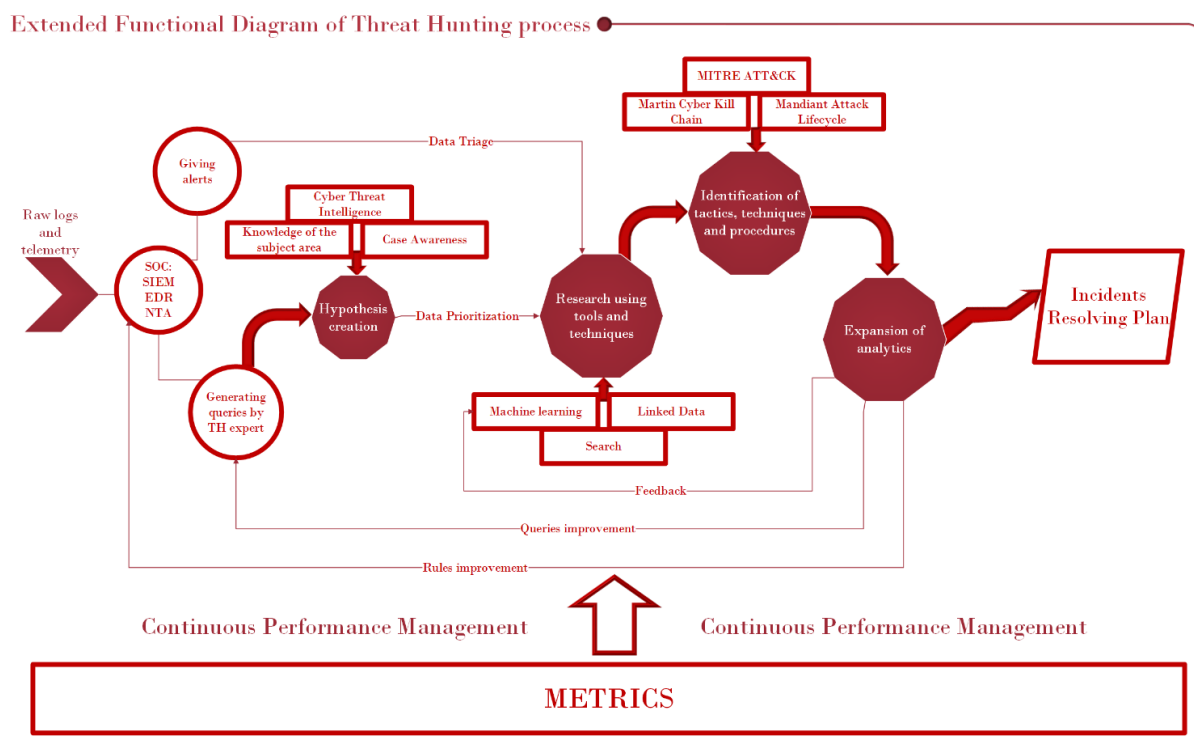 Extended Functional Diagram of Threat Hunting process
MITRE ATT&CK
Martin Cyber Kill
Chain
Mandiant Attack
Lifecycle
Data Triage
Giving
alerts
Identification of
tactics, techniques
and procedures
Cyber Threat
Intelligence
Knowledge of the
subject area
Case Awareness
Raw logs
and
telemetry
SOC:
SIEM
EDR
NTA
Hypothesis
creation
Data Prioritization
Research using
tools and
techniques
Expansion of
analytics
Incidents
Resolving Plan
Generating
queries by
TH expert
Machine learning
Linked Data
Search
Feedback
Queries improvement
Rules improvement
Continuous Performance Management
Continuous Performance Management
METRICS